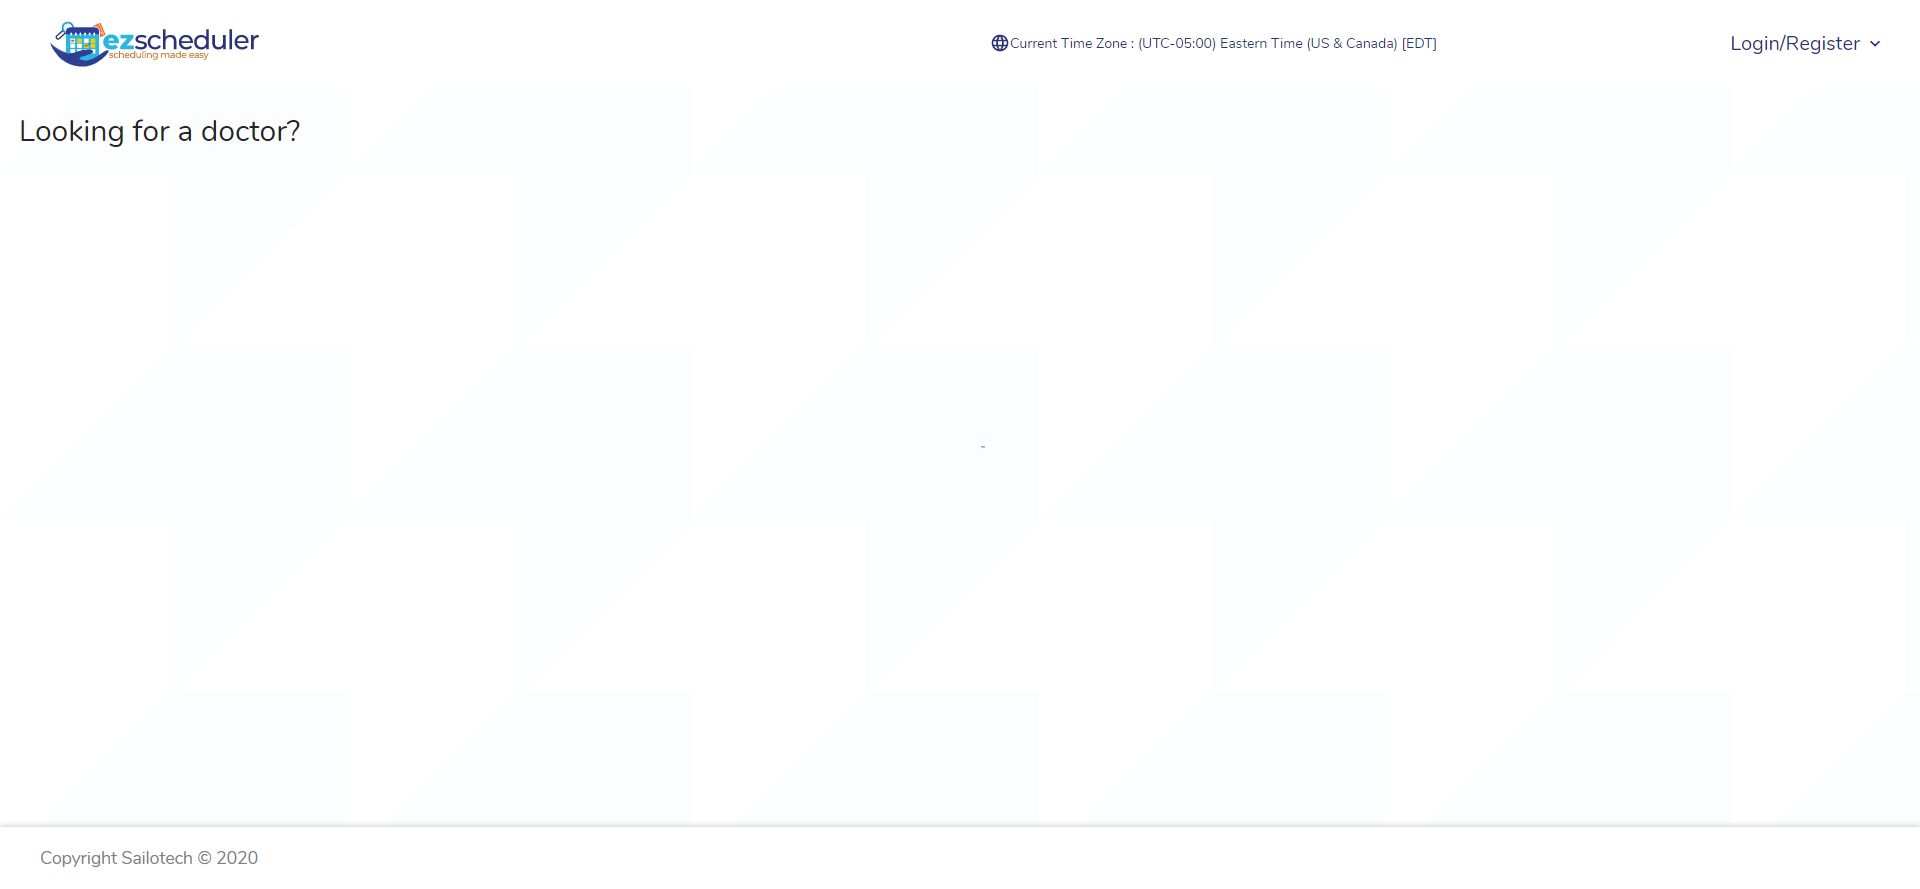 ezscheduler
scheduling made easy
Current Time Zone : (UTC-05:00) Eastern Time (US & Canada) [EDT]
Login/Register
Looking for a doctor?
Copyright Sailotech © 2020